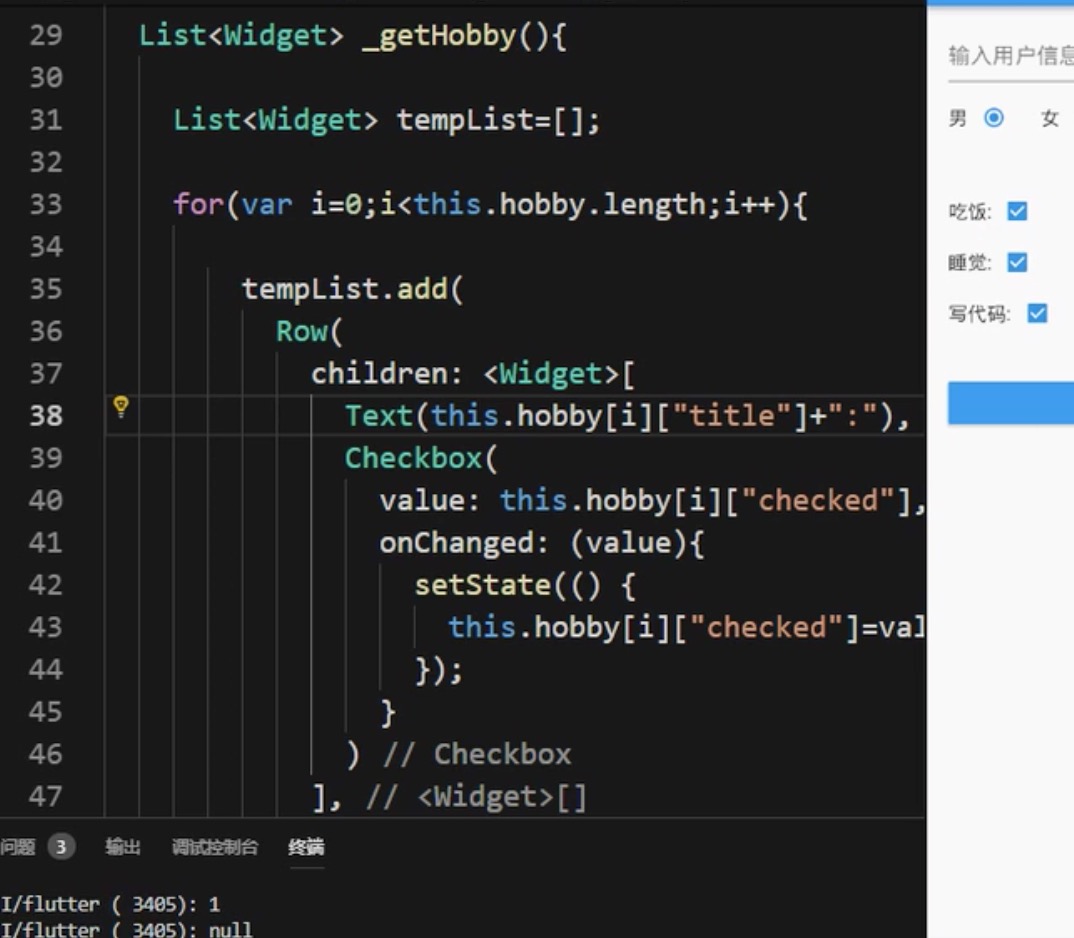 29 List<Widget> _getHobby(){
30
31 List<Widget> tempList=[];
32
33 for(var i=0;i<this.hobby.length;i++){
34
35 tempList.add(
36 Row(
37 children: <Widget>[
38 Text(this.hobby[i]["title"]+":"),
39 Checkbox(
40 value: this.hobby[i]["checked"],
41 onChanged: (value){
42 setState(() {
43 this.hobby[i]["checked"]=val
44 });
45 }
46 ) // Checkbox
47 ], // <Widget>[]
问题 3 输出 调试控制台 终端
I/flutter ( 3405): 1
I/flutter ( 3405): null
输入用户信息
男 女
吃饭:
睡觉:
写代码: